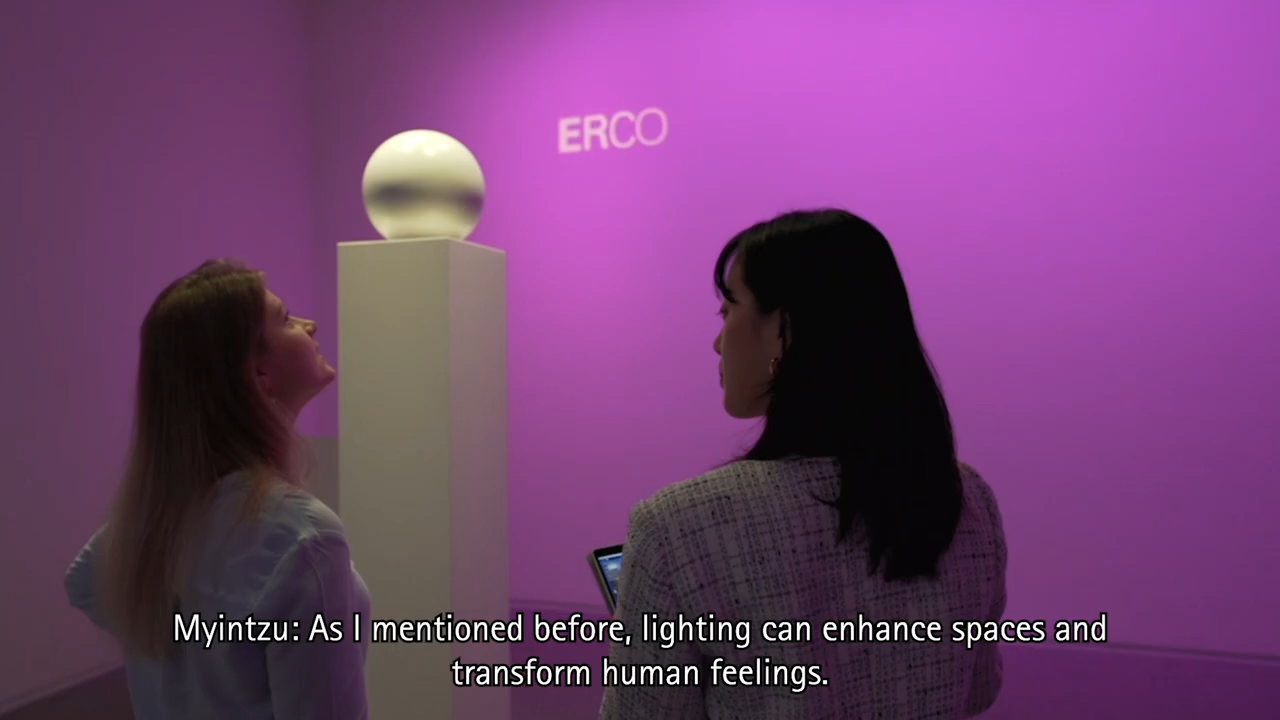 ERCO
Myintzu: As I mentioned before, lighting can enhance spaces and
transform human feelings.